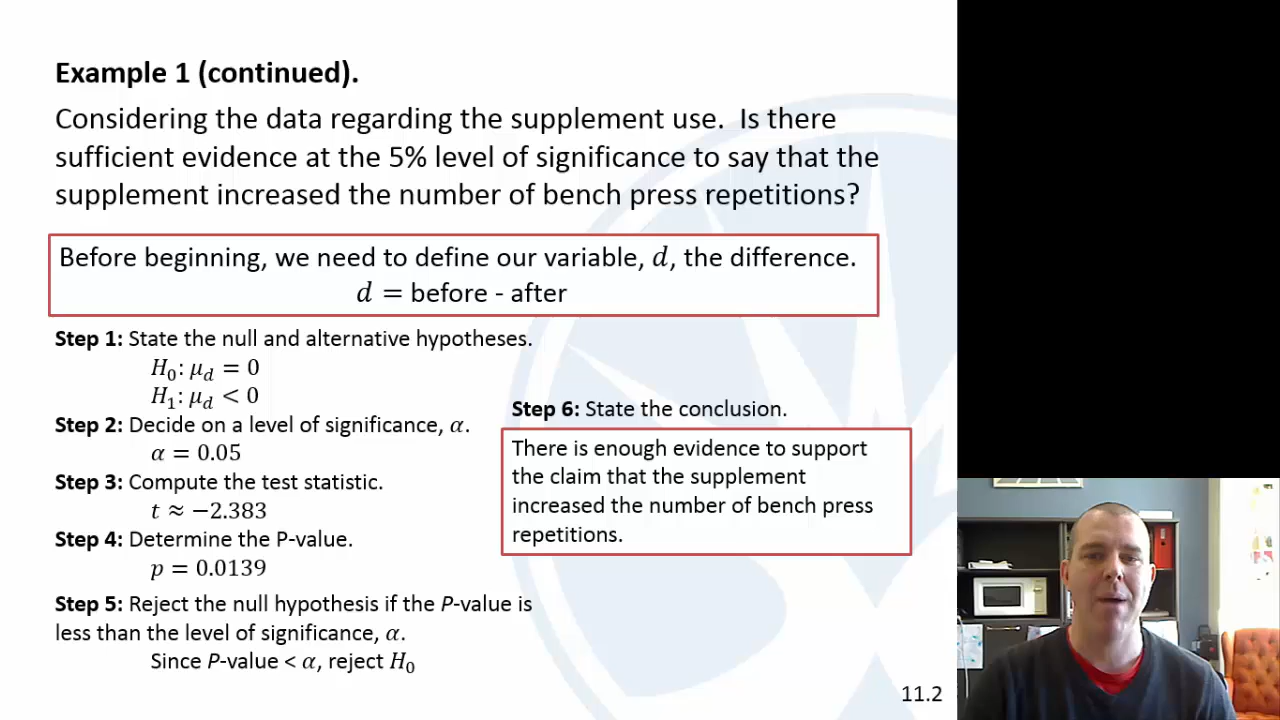 Example 1 (continued).
Considering the data regarding the supplement use.  Is there
sufficient evidence at the 5% level of significance to say that the
supplement increased the number of bench press repetitions?
Before beginning, we need to define our variable, d, the difference.
d = before - after
Step 1: State the null and alternative hypotheses.
H₀: μ_d = 0
H₁: μ_d < 0
Step 2: Decide on a level of significance, α.
α = 0.05
Step 3: Compute the test statistic.
t ≈ −2.383
Step 4: Determine the P-value.
p = 0.0139
Step 5: Reject the null hypothesis if the P-value is
less than the level of significance, α.
Since P-value < α, reject H₀
Step 6: State the conclusion.
There is enough evidence to support
the claim that the supplement
increased the number of bench press
repetitions.
11.2